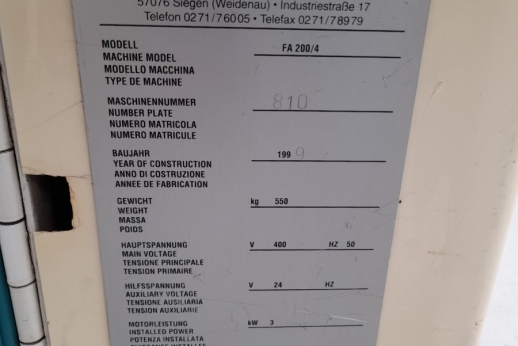 57076 Siegen (Weidenau) • Industriestraße 17
Telefon 0271/76005 • Telefax 0271/78979
MODELL
MACHINE MODEL FA 200/4
MODELLO MACCHINA
TYPE DE MACHINE
MASCHINENNUMMER
NUMBER PLATE 810
NUMERO MATRICOLA
NUMERO MATRICULE
BAUJAHR
YEAR OF CONSTRUCTION 1999
ANNO DI COSTRUZIONE
ANNEE DE FABRICATION
GEWICHT kg 550
WEIGHT
MASSA
POIDS
HAUPTSPANNUNG V 400 HZ 50
MAIN VOLTAGE
TENSIONE PRINCIPALE
TENSION PRIMAIRE
HILFSSPANNUNG V 24 HZ
AUXILIARY VOLTAGE
TENSIONE AUSILIARIA
TENSION AUXILIARIE
MOTORLEISTUNG kW 3
INSTALLED POWER
POTENZA INSTALLATA